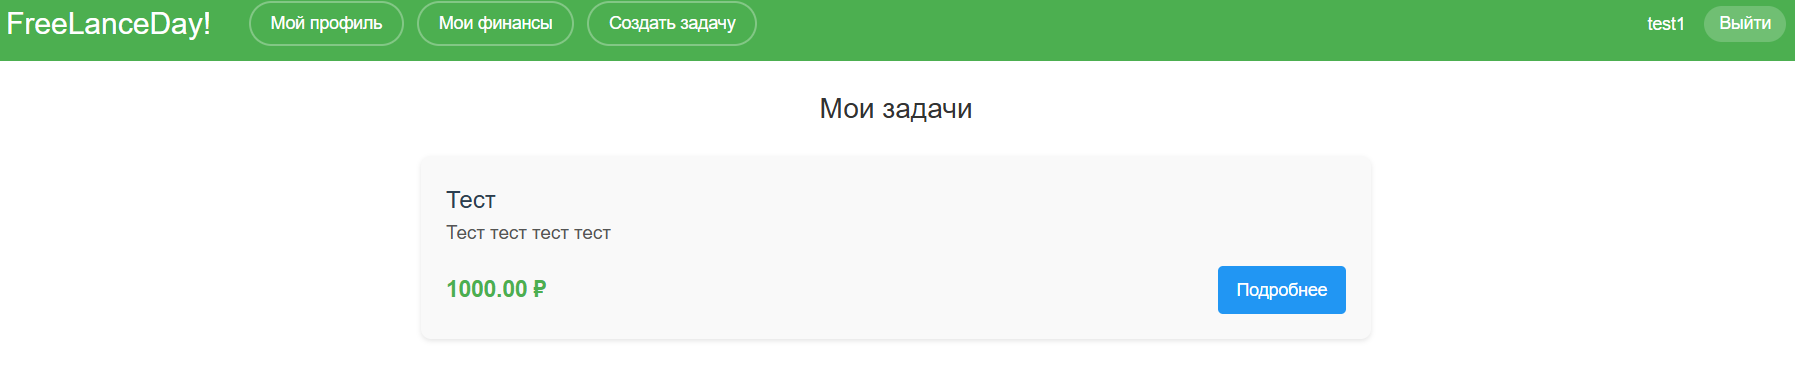 FreeLanceDay! Мой профиль Мои финансы Создать задачу test1 Выйти
Мои задачи
Тест
Тест тест тест тест
1000.00 ₽ Подробнее